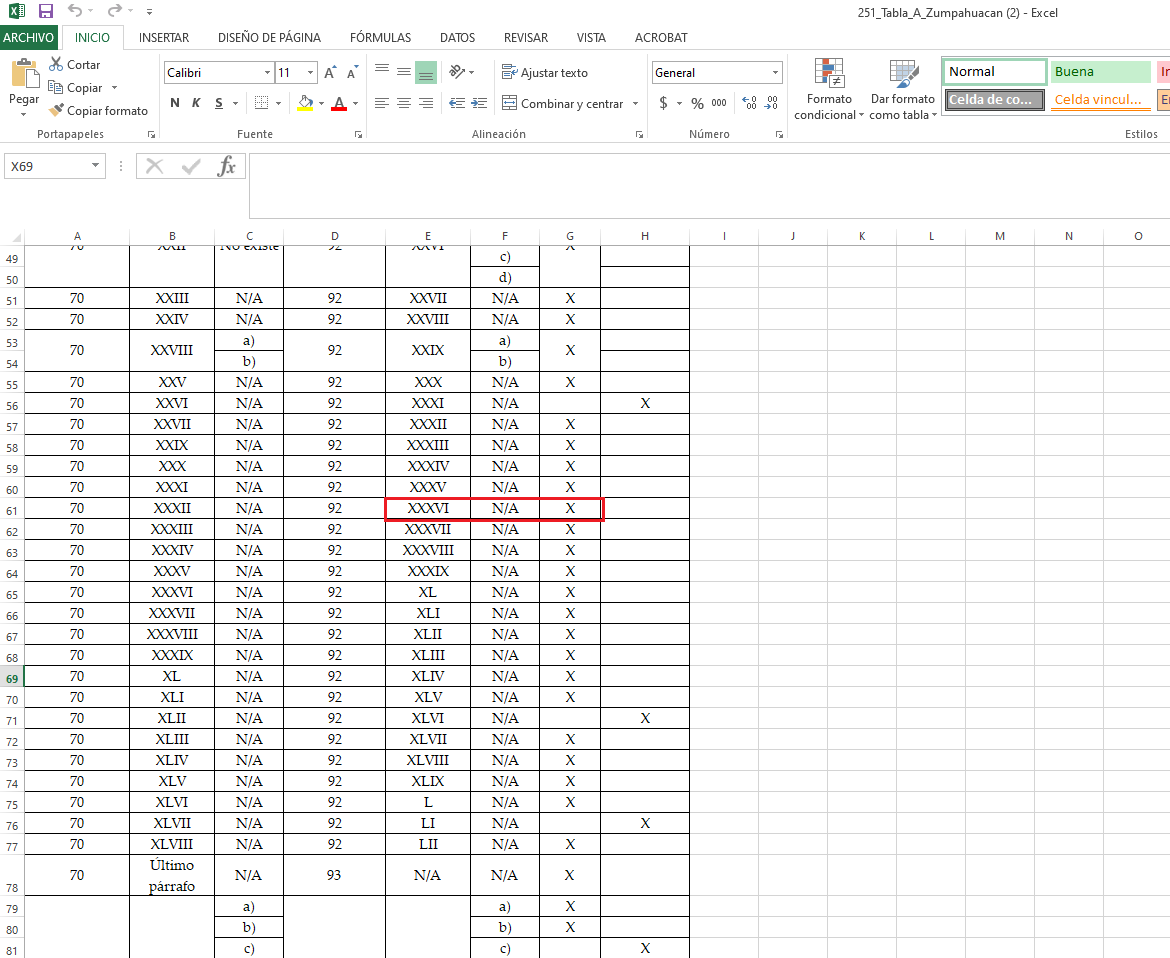 251_Tabla_A_Zumpahuacan (2) - Excel
ARCHIVO INICIO INSERTAR DISEÑO DE PÁGINA FÓRMULAS DATOS REVISAR VISTA ACROBAT
Pegar
Cortar
Copiar
Copiar formato
Portapapeles
Calibri 11
N K S
Fuente
Ajustar texto
Combinar y centrar
Alineación
General
$ % 000
Número
Formato condicional
Dar formato como tabla
Normal Buena
Celda de co... Celda vincul...
Estilos
X69 fx
A B C D E F G H I J K L M N O
70 XXII No existe 92 XXVI X
49 c)
50 d)
51 70 XXIII N/A 92 XXVII N/A X
52 70 XXIV N/A 92 XXVIII N/A X
53 70 XXVIII a) 92 XXIX a) X
54 b) b)
55 70 XXV N/A 92 XXX N/A X
56 70 XXVI N/A 92 XXXI N/A X
57 70 XXVII N/A 92 XXXII N/A X
58 70 XXIX N/A 92 XXXIII N/A X
59 70 XXX N/A 92 XXXIV N/A X
60 70 XXXI N/A 92 XXXV N/A X
61 70 XXXII N/A 92 XXXVI N/A X
62 70 XXXIII N/A 92 XXXVII N/A X
63 70 XXXIV N/A 92 XXXVIII N/A X
64 70 XXXV N/A 92 XXXIX N/A X
65 70 XXXVI N/A 92 XL N/A X
66 70 XXXVII N/A 92 XLI N/A X
67 70 XXXVIII N/A 92 XLII N/A X
68 70 XXXIX N/A 92 XLIII N/A X
69 70 XL N/A 92 XLIV N/A X
70 70 XLI N/A 92 XLV N/A X
71 70 XLII N/A 92 XLVI N/A X
72 70 XLIII N/A 92 XLVII N/A X
73 70 XLIV N/A 92 XLVIII N/A X
74 70 XLV N/A 92 XLIX N/A X
75 70 XLVI N/A 92 L N/A X
76 70 XLVII N/A 92 LI N/A X
77 70 XLVIII N/A 92 LII N/A X
78 70 Último párrafo N/A 93 N/A N/A X
79 a) a) X
80 b) b) X
81 c) c) X